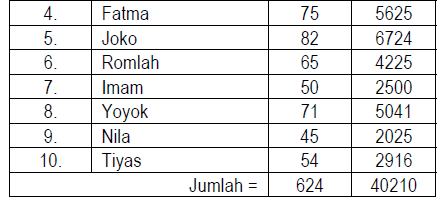 4. Fatma 75 5625
5. Joko 82 6724
6. Romlah 65 4225
7. Imam 50 2500
8. Yoyok 71 5041
9. Nila 45 2025
10. Tiyas 54 2916
Jumlah = 624 40210